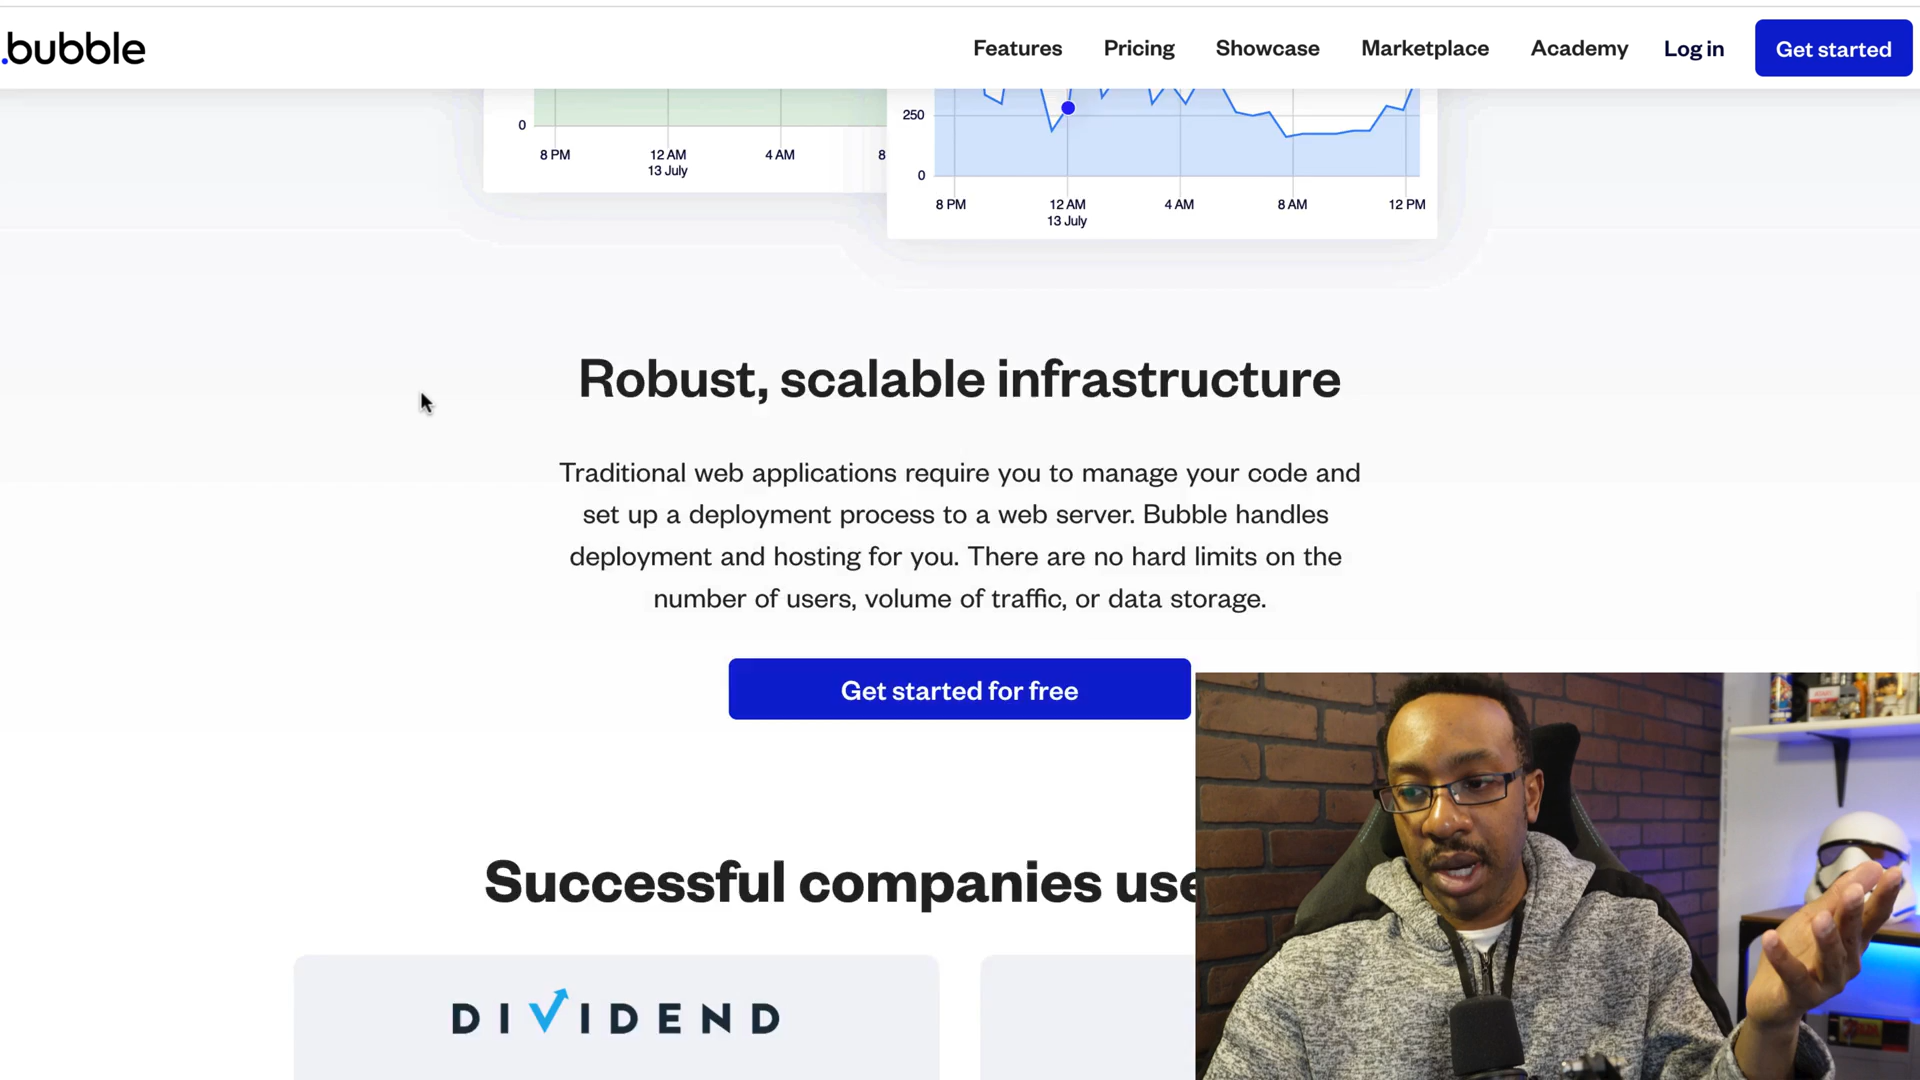 .bubble
Features Pricing Showcase Marketplace Academy Log in Get started
0
8 PM 12 AM 4 AM 8
13 July
250
0
8 PM 12 AM 4 AM 8 AM 12 PM
13 July
Robust, scalable infrastructure
Traditional web applications require you to manage your code and
set up a deployment process to a web server. Bubble handles
deployment and hosting for you. There are no hard limits on the
number of users, volume of traffic, or data storage.
Get started for free
Successful companies use
DIVIDEND